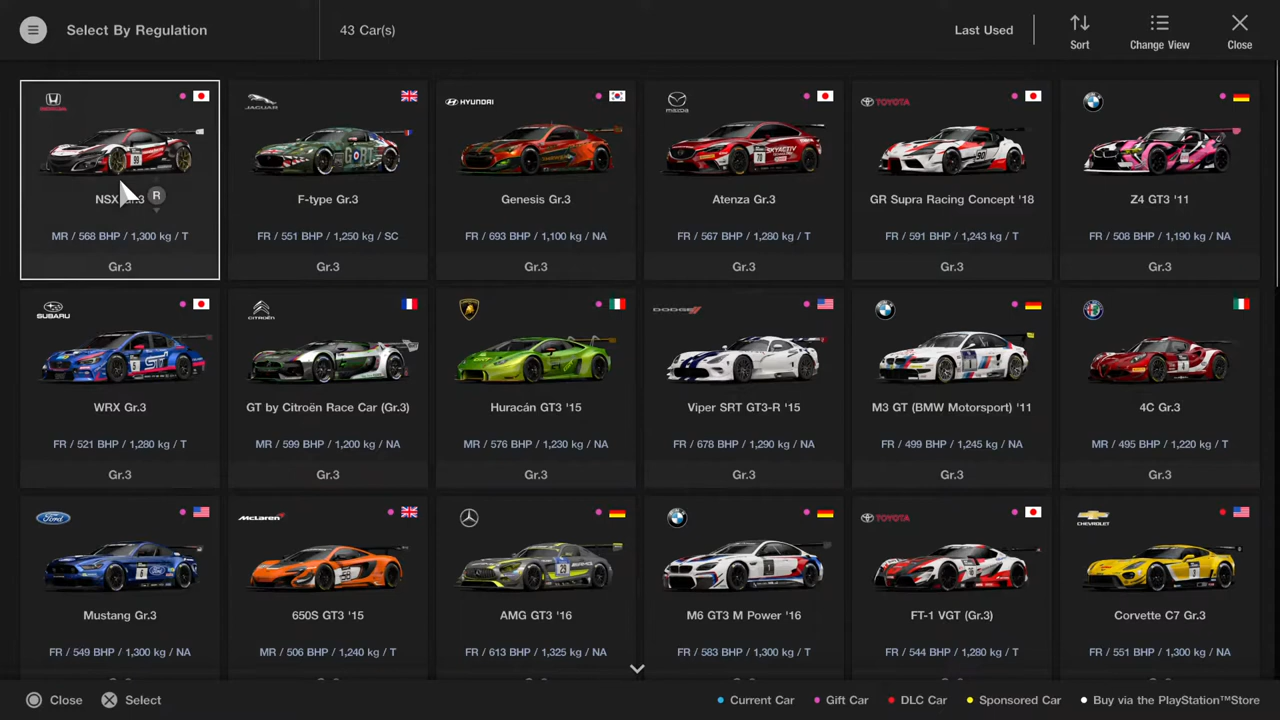 Select By Regulation
43 Car(s)
Last Used
Sort
Change View
Close
HONDA
JAGUAR
HYUNDAI
mazda
TOYOTA
NSX Gr.3
R
F-type Gr.3
Genesis Gr.3
Atenza Gr.3
GR Supra Racing Concept '18
Z4 GT3 '11
MR / 568 BHP / 1,300 kg / T
FR / 551 BHP / 1,250 kg / SC
FR / 693 BHP / 1,100 kg / NA
FR / 567 BHP / 1,280 kg / T
FR / 591 BHP / 1,243 kg / T
FR / 508 BHP / 1,190 kg / NA
Gr.3
Gr.3
Gr.3
Gr.3
Gr.3
Gr.3
SUBARU
CITROËN
DODGE
WRX Gr.3
GT by Citroën Race Car (Gr.3)
Huracán GT3 '15
Viper SRT GT3-R '15
M3 GT (BMW Motorsport) '11
4C Gr.3
FR / 521 BHP / 1,280 kg / T
MR / 599 BHP / 1,200 kg / NA
MR / 576 BHP / 1,230 kg / NA
FR / 678 BHP / 1,290 kg / NA
FR / 499 BHP / 1,245 kg / NA
MR / 495 BHP / 1,220 kg / T
Gr.3
Gr.3
Gr.3
Gr.3
Gr.3
Gr.3
Ford
McLaren
TOYOTA
CHEVROLET
Mustang Gr.3
650S GT3 '15
AMG GT3 '16
M6 GT3 M Power '16
FT-1 VGT (Gr.3)
Corvette C7 Gr.3
FR / 549 BHP / 1,300 kg / NA
MR / 506 BHP / 1,240 kg / T
FR / 613 BHP / 1,325 kg / NA
FR / 583 BHP / 1,300 kg / T
FR / 544 BHP / 1,280 kg / T
FR / 551 BHP / 1,300 kg / NA
Close
Select
Current Car
Gift Car
DLC Car
Sponsored Car
Buy via the PlayStation™Store